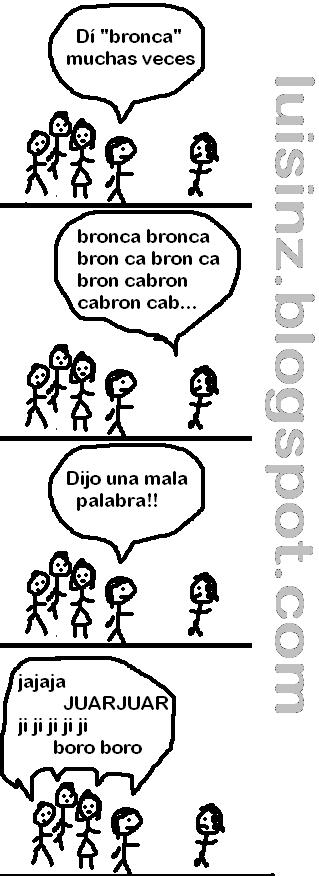 Dí "bronca"
muchas veces
bronca bronca
bron ca bron ca
bron cabron
cabron cab...
Dijo una mala
palabra!!
jajaja
JUARJUAR
ji ji ji ji ji
boro boro
luisinz.blogspot.com